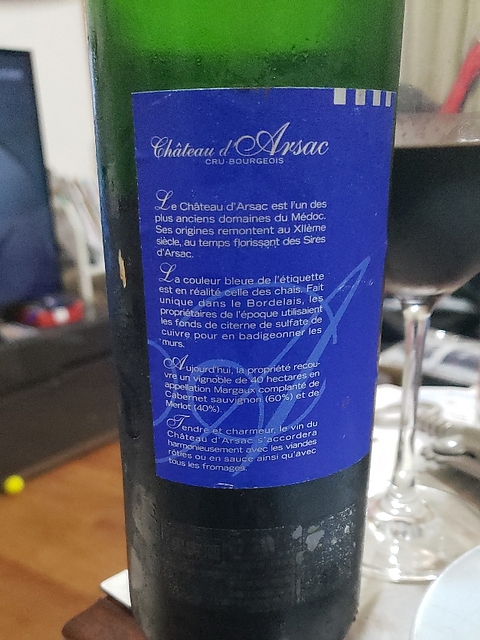 Château d'Arsac
CRU-BOURGEOIS
Le Château d'Arsac est l'un des
plus anciens domaines du Médoc.
Ses origines remontent au XIIème
siècle, au temps florissant des Sires
d'Arsac.
La couleur bleue de l'étiquette
est en réalité celle des chais. Fait
unique dans le Bordelais, les
propriétaires de l'époque utilisaient
les fonds de citerne de sulfate de
cuivre pour en badigeonner les
murs.
Aujourd'hui, la propriété recou-
vre un vignoble de 40 hectares en
appellation Margaux complanté de
Cabernet sauvignon (60%) et de
Merlot (40%).
Tendre et charmeur, le vin du
Château d'Arsac s'accordera
harmonieusement avec les viandes
rôties ou en sauce ainsi qu'avec
tous les fromages.